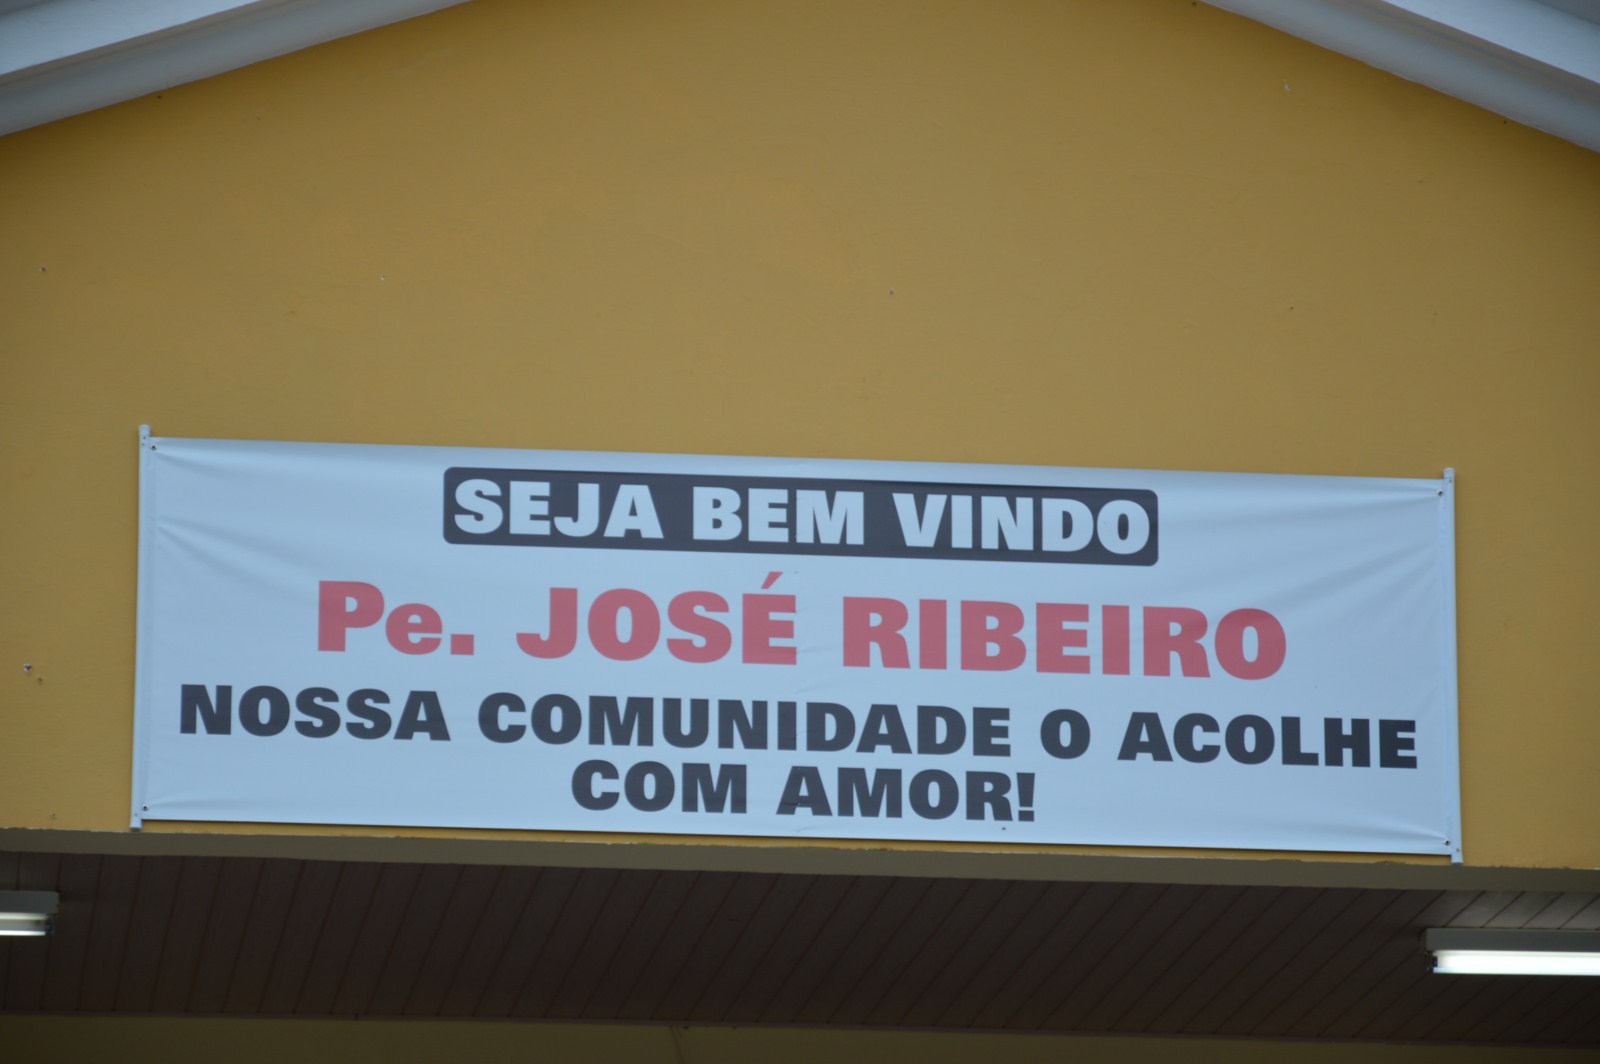 SEJA BEM VINDO
Pe. JOSÉ RIBEIRO
NOSSA COMUNIDADE O ACOLHE
COM AMOR!